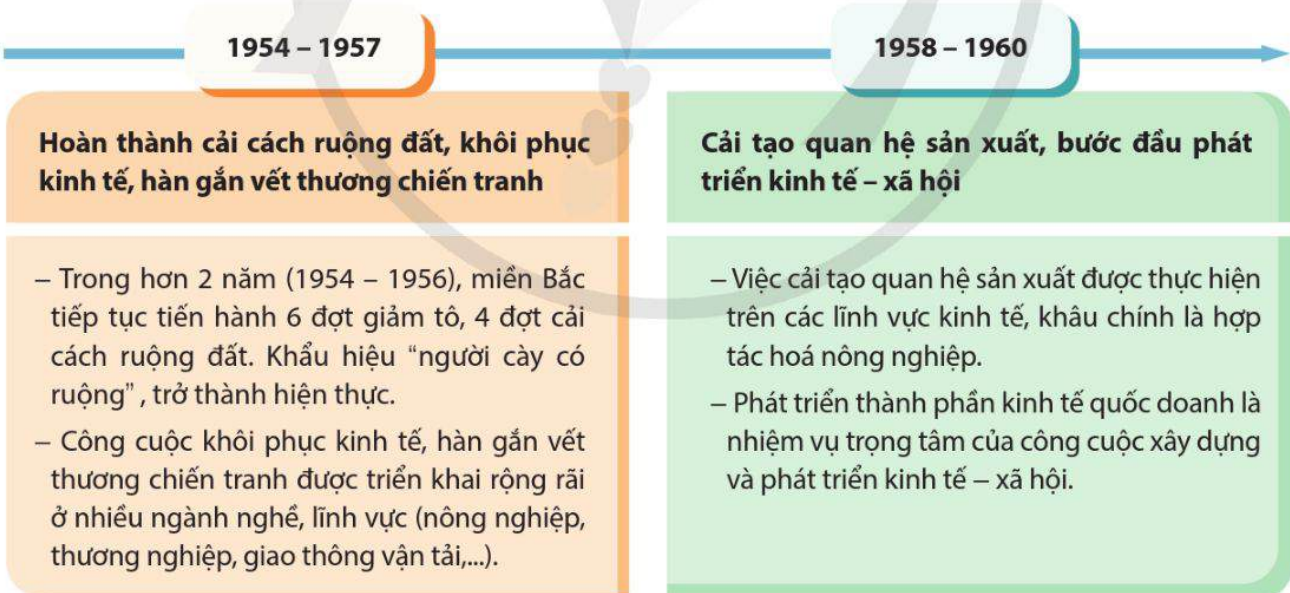 1954 – 1957
1958 – 1960
Hoàn thành cải cách ruộng đất, khôi phục
kinh tế, hàn gắn vết thương chiến tranh
– Trong hơn 2 năm (1954 – 1956), miền Bắc
tiếp tục tiến hành 6 đợt giảm tô, 4 đợt cải
cách ruộng đất. Khẩu hiệu “người cày có
ruộng” , trở thành hiện thực.
– Công cuộc khôi phục kinh tế, hàn gắn vết
thương chiến tranh được triển khai rộng rãi
ở nhiều ngành nghề, lĩnh vực (nông nghiệp,
thương nghiệp, giao thông vận tải,...).
Cải tạo quan hệ sản xuất, bước đầu phát
triển kinh tế – xã hội
– Việc cải tạo quan hệ sản xuất được thực hiện
trên các lĩnh vực kinh tế, khâu chính là hợp
tác hoá nông nghiệp.
– Phát triển thành phần kinh tế quốc doanh là
nhiệm vụ trọng tâm của công cuộc xây dựng
và phát triển kinh tế – xã hội.